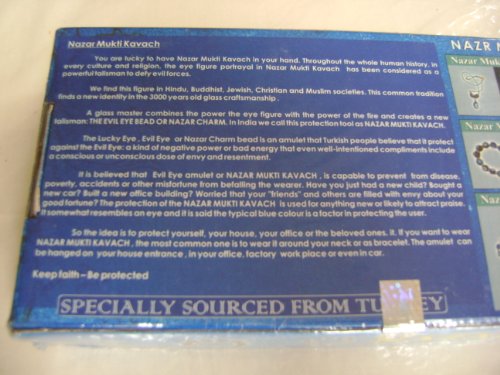 Nazar Mukti Kavach
You are lucky to have Nazar Mukti Kavach in your hand. Throughout the whole human history, in
every culture and religion, the eye figure portrayal in Nazar Mukti Kavach has been considered as a
powerful talisman to defy evil forces.
We find this figure in Hindu, Buddhist, Jewish, Christian and Muslim societies. This common tradition
finds a new identity in the 3000 years old glass craftsmanship.
A glass master combines the power the eye figure with the power of the fire and creates a new
talisman: THE EVIL EYE BEAD OR NAZAR CHARM. In India we call this protection tool as NAZAR MUKTI KAVACH.
The Lucky Eye, Evil Eye or Nazar Charm bead is an amulet that Turkish people believe that it protect
against the Evil Eye: a kind of negative power or bad energy that even well-intentioned compliments include
a conscious or unconscious dose of envy and resentment.
It is believed that Evil Eye amulet or NAZAR MUKTI KAVACH , is capable to prevent from disease,
poverty, accidents or other misfortune from befalling the wearer. Have you just had a new child? Bought a
new car? Built a new office building? Worried that your "friends" and others are filled with envy about your
good fortune? The protection of the NAZAR MUKTI KAVACH is used for anything new or likely to attract praise.
It somewhat resembles an eye and it is said the typical blue colour is a factor in protecting the user.
So the idea is to protect yourself, your house, your office or the beloved ones. It. If you want to wear
NAZAR MUKTI KAVACH , the most common one is to wear it around your neck or as bracelet. The amulet can
be hanged on your house entrance , in your office, factory work place or even in car.
Keep faith – Be protected
SPECIALLY SOURCED FROM
NAZR
Nazar Muk
Nazar
Naza